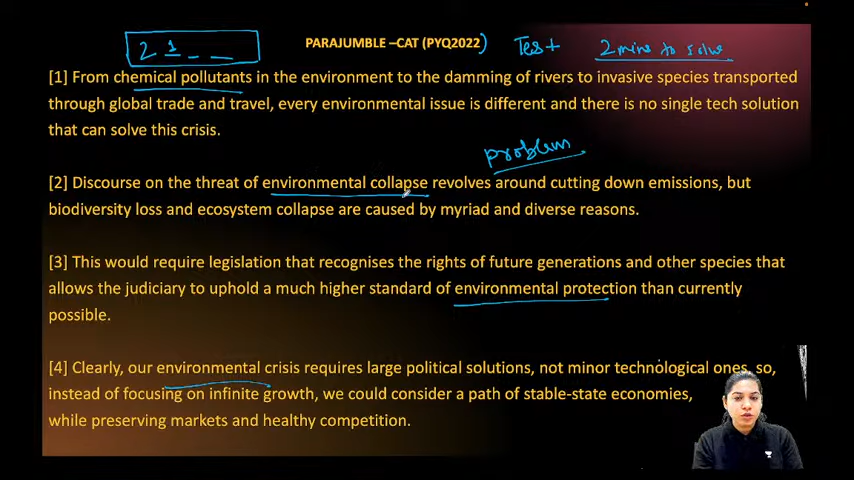 2 1 _ _
PARAJUMBLE –CAT (PYQ2022) Test 2 mins to solve
[1] From chemical pollutants in the environment to the damming of rivers to invasive species transported
through global trade and travel, every environmental issue is different and there is no single tech solution
that can solve this crisis.
problem
[2] Discourse on the threat of environmental collapse revolves around cutting down emissions, but
biodiversity loss and ecosystem collapse are caused by myriad and diverse reasons.
[3] This would require legislation that recognises the rights of future generations and other species that
allows the judiciary to uphold a much higher standard of environmental protection than currently
possible.
[4] Clearly, our environmental crisis requires large political solutions, not minor technological ones, so,
instead of focusing on infinite growth, we could consider a path of stable-state economies,
while preserving markets and healthy competition.